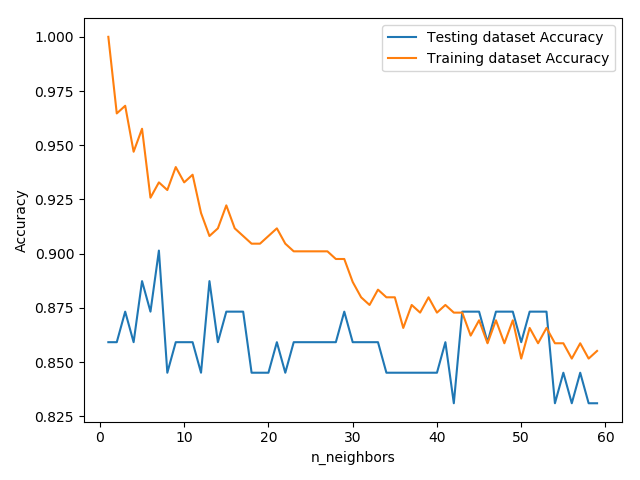 1.000
0.975
0.950
0.925
0.900
0.875
0.850
0.825
Accuracy
Testing dataset Accuracy
Training dataset Accuracy
0 10 20 30 40 50 60
n_neighbors